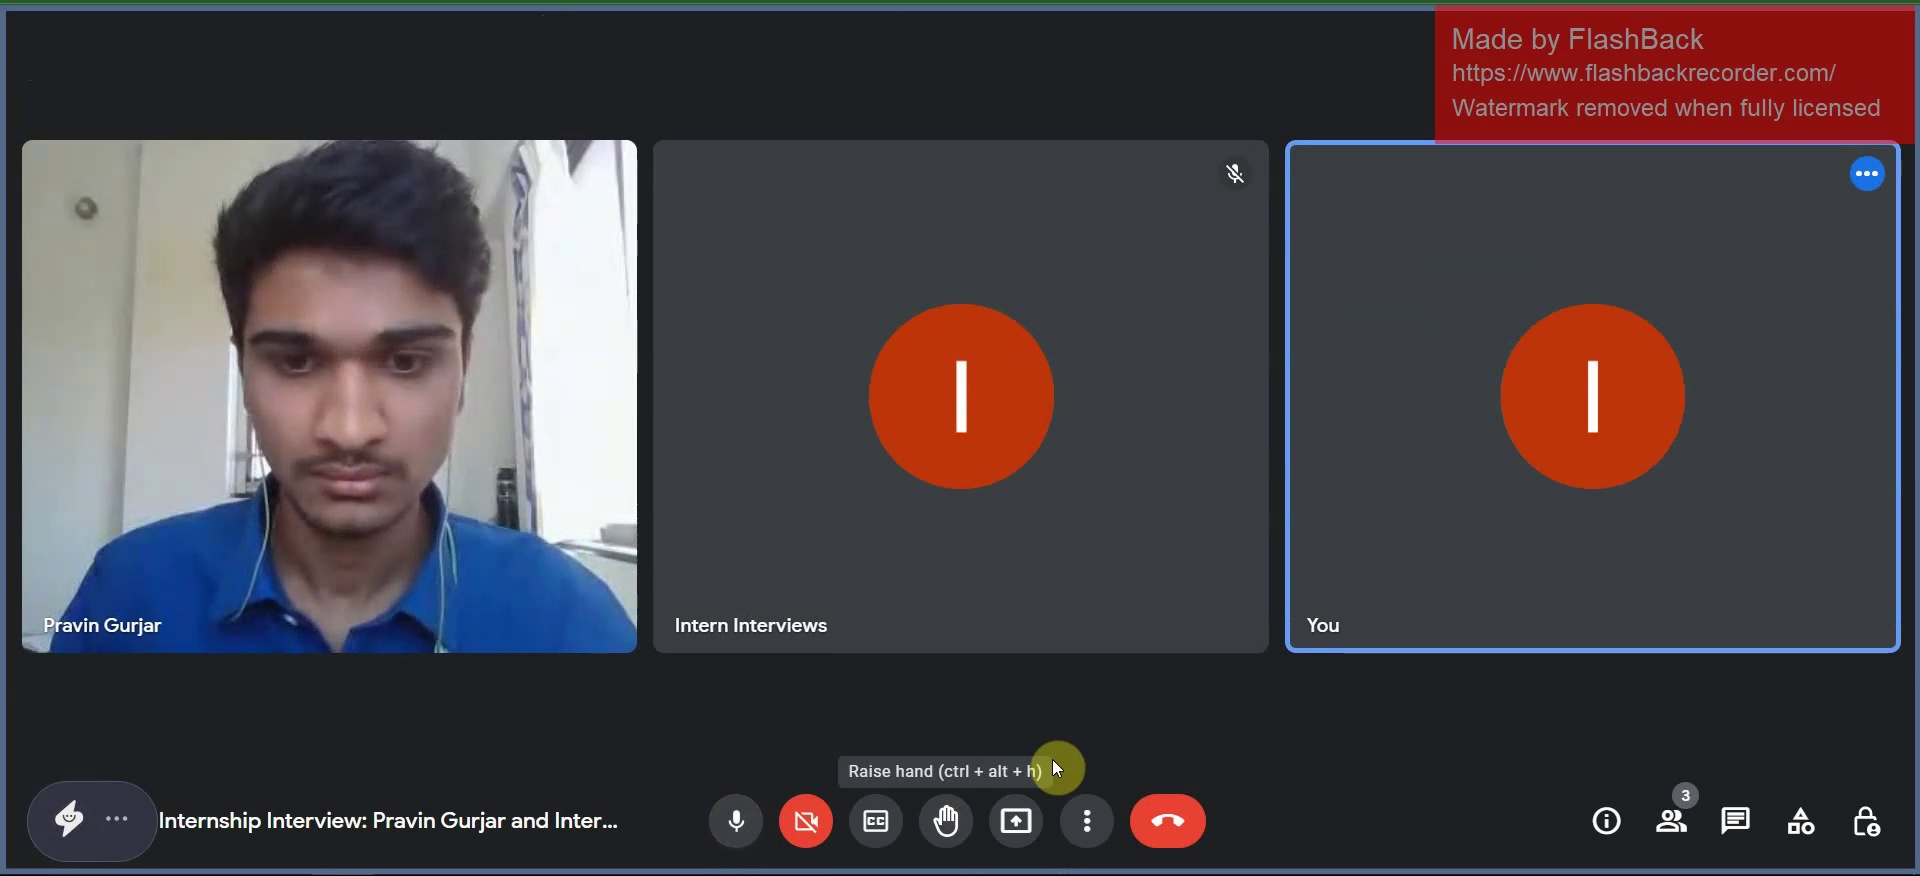 Made by FlashBack
https://www.flashbackrecorder.com/
Watermark removed when fully licensed
Pravin Gurjar
I
Intern Interviews
I
You
Raise hand (ctrl + alt + h)
Internship Interview: Pravin Gurjar and Inter...
CC
3